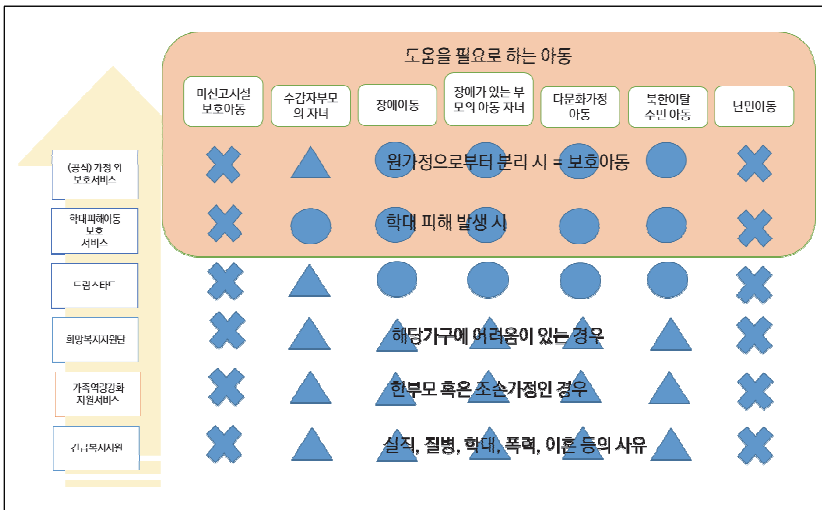 도움을 필요로 하는 아동
미신고시설
보호아동
수감자부모
의 자녀
장애아동
장애가 있는 부
모의 아동 자녀
다문화가정
아동
북한이탈
주민 아동
난민아동
(공식) 가정 외
보호서비스
원가정으로부터 분리 시 = 보호아동
학대피해아동
보호
서비스
학대 피해 발생 시
드림스타트
희망복지지원단
해당가구에 어려움이 있는 경우
가족역량강화
지원서비스
한부모 혹은 조손가정인 경우
긴급복지지원
실직, 질병, 학대, 폭력, 이혼 등의 사유